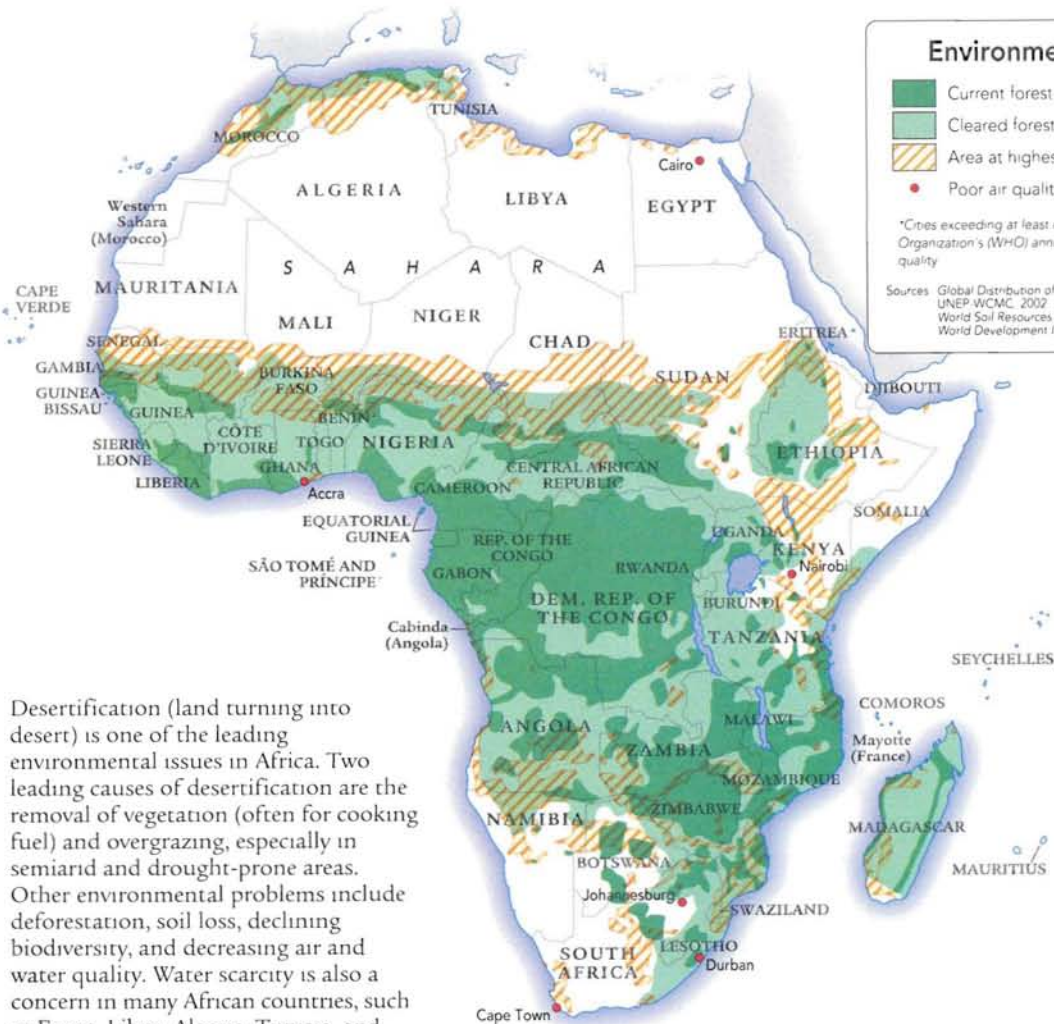 Environme
Current forest
Cleared forest
Area at highes
Poor air qualit
*Cities exceeding at least
Organization's (WHO) ann
quality
Sources Global Distribution of
UNEP-WCMC, 2002
World Soil Resources
World Development
TUNISIA
MOROCCO
Cairo
ALGERIA
LIBYA
EGYPT
Western
Sahara
(Morocco)
SAHARA
CAPE
VERDE
MAURITANIA
MALI
NIGER
CHAD
SUDAN
ERITREA
SENEGAL
GAMBIA
GUINEA-
BISSAU
BURKINA
FASO
DJIBOUTI
GUINEA
BENIN
SIERRA
LEONE
CÔTE
D'IVOIRE
TOGO
NIGERIA
ETHIOPIA
GHANA
CENTRAL AFRICAN
REPUBLIC
LIBERIA
Accra
CAMEROON
SOMALIA
EQUATORIAL
GUINEA
REP. OF THE
CONGO
UGANDA
KENYA
Nairobi
SÃO TOMÉ AND
PRÍNCIPE
GABON
RWANDA
DEM. REP. OF
THE CONGO
BURUNDI
Cabinda
(Angola)
TANZANIA
SEYCHELLES
COMOROS
ANGOLA
MALAWI
Mayotte
(France)
ZAMBIA
MOZAMBIQUE
ZIMBABWE
NAMIBIA
MADAGASCAR
MAURITIUS
BOTSWANA
Johannesburg
SWAZILAND
LESOTHO
SOUTH
AFRICA
Durban
Cape Town
Desertification (land turning into
desert) is one of the leading
environmental issues in Africa. Two
leading causes of desertification are the
removal of vegetation (often for cooking
fuel) and overgrazing, especially in
semiarid and drought-prone areas.
Other environmental problems include
deforestation, soil loss, declining
biodiversity, and decreasing air and
water quality. Water scarcity is also a
concern in many African countries, such